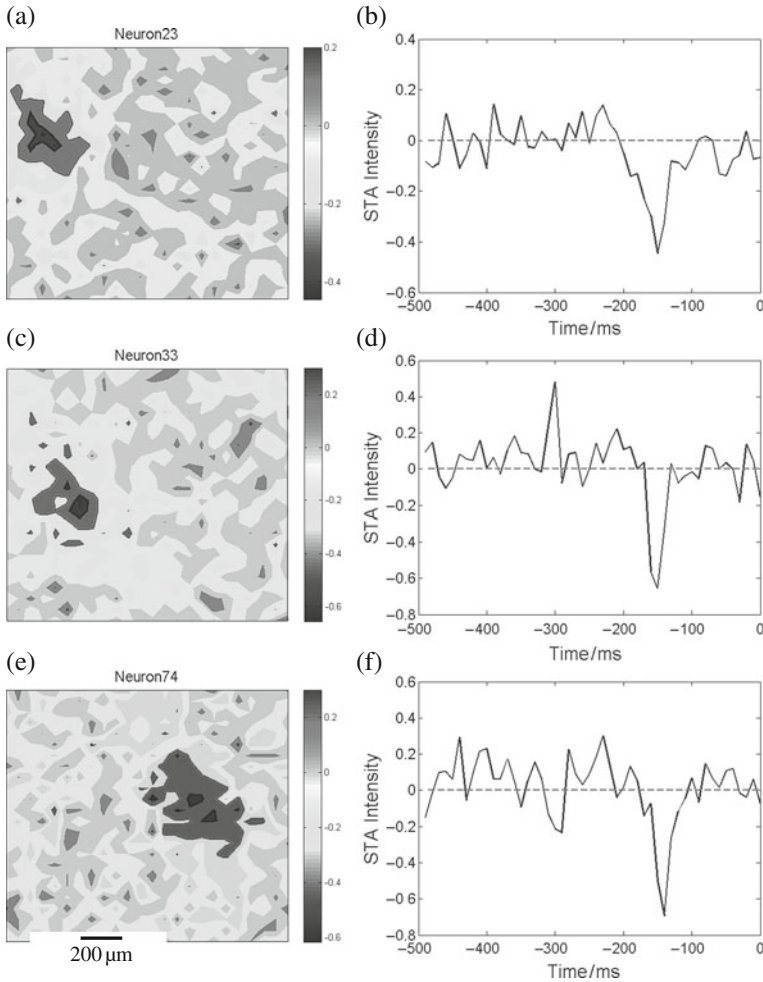 (a)
Neuron23
0.2
0
-0.2
-0.4
(b)
STA Intensity
0.4
0.2
0
−0.2
−0.4
−0.6
−500 −400 −300 −200 −100 0
Time/ms
(c)
Neuron33
0.2
0
-0.2
-0.4
-0.6
(d)
STA Intensity
0.6
0.4
0.2
0
−0.2
−0.4
−0.6
−0.8
−500 −400 −300 −200 −100 0
Time/ms
(e)
Neuron74
0.2
0
-0.2
-0.4
-0.6
200 μm
(f)
STA Intensity
0.6
0.4
0.2
0
−0.2
−0.4
−0.6
−0.8
−500 −400 −300 −200 −100 0
Time/ms